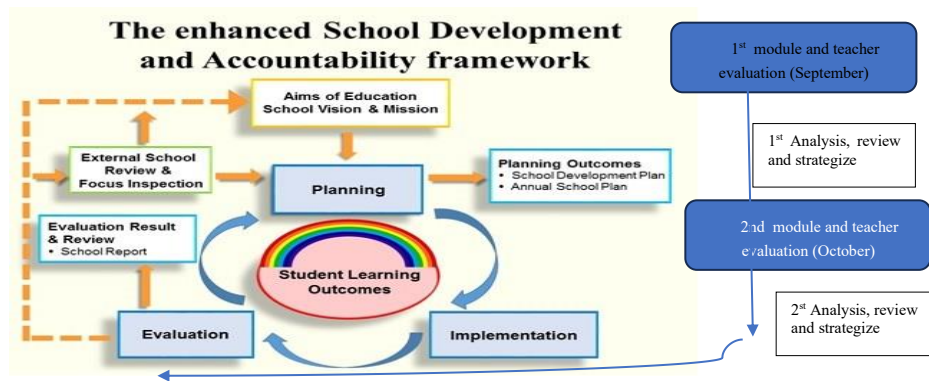 The enhanced School Development
and Accountability framework
Aims of Education
School Vision & Mission
External School
Review &
Focus Inspection
Planning
Planning Outcomes
• School Development Plan
• Annual School Plan
Evaluation Result
& Review
• School Report
Student Learning
Outcomes
Evaluation
Implementation
1st module and teacher
evaluation (September)
1st Analysis, review
and strategize
2nd module and teacher
evaluation (October)
2st Analysis, review
and strategize